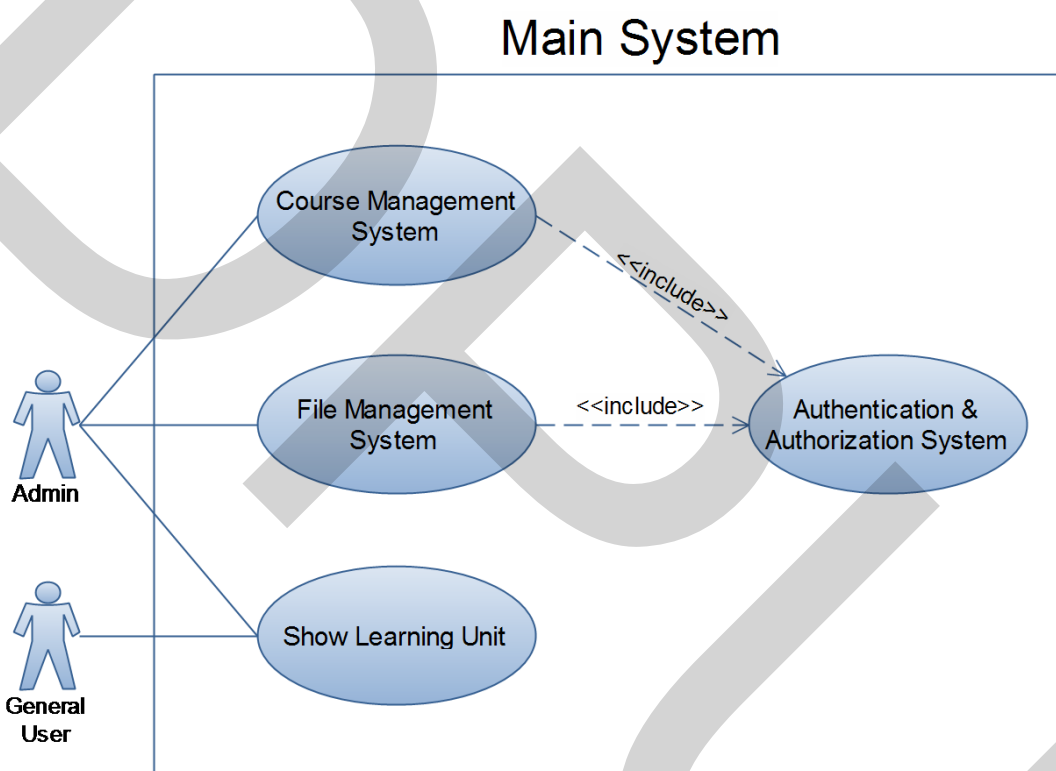 Main System
Course Management
System
<<include>>
File Management
System
<<include>>
Authentication &
Authorization System
Admin
Show Learning Unit
General
User